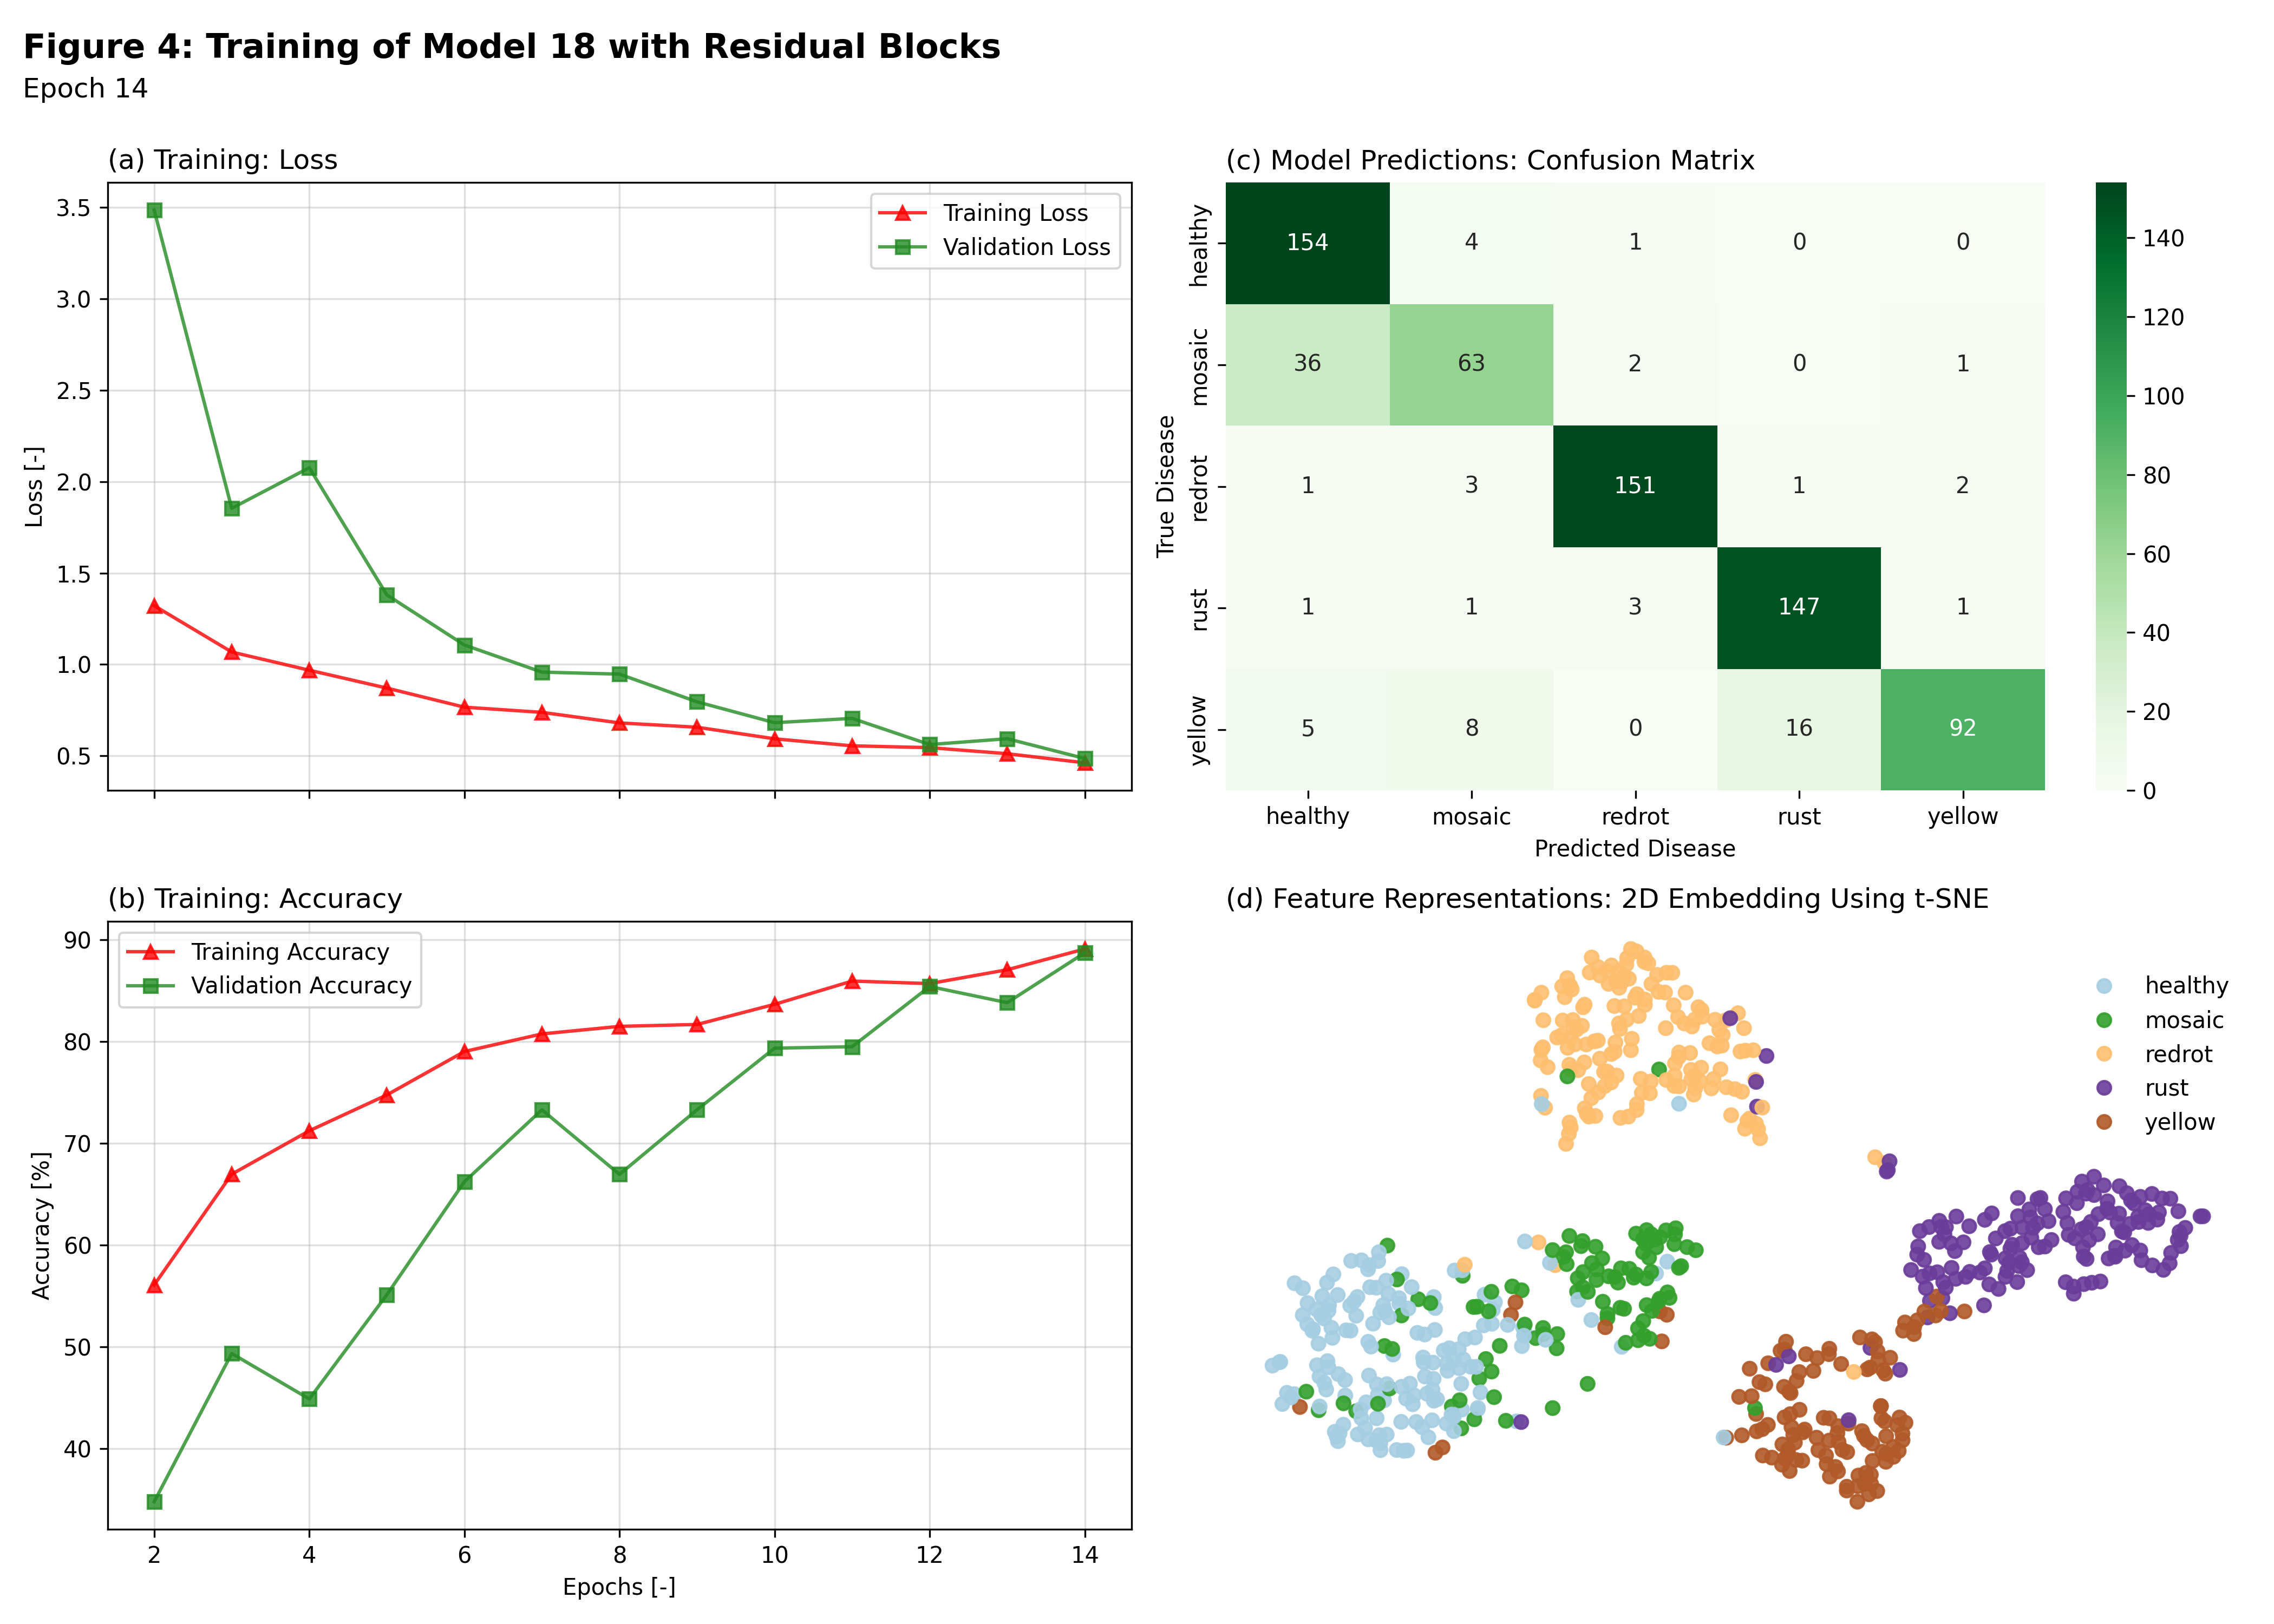 Figure 4: Training of Model 18 with Residual Blocks
Epoch 14
(a) Training: Loss
3.5
3.0
2.5
2.0
1.5
1.0
0.5
Loss [-]
Training Loss
Validation Loss
(b) Training: Accuracy
90
80
70
60
50
40
Accuracy [%]
Training Accuracy
Validation Accuracy
2 4 6 8 10 12 14
Epochs [-]
(c) Model Predictions: Confusion Matrix
True Disease
healthy 154 4 1 0 0
mosaic 36 63 2 0 1
redrot 1 3 151 1 2
rust 1 1 3 147 1
yellow 5 8 0 16 92
healthy mosaic redrot rust yellow
Predicted Disease
140
120
100
80
60
40
20
0
(d) Feature Representations: 2D Embedding Using t-SNE
healthy
mosaic
redrot
rust
yellow